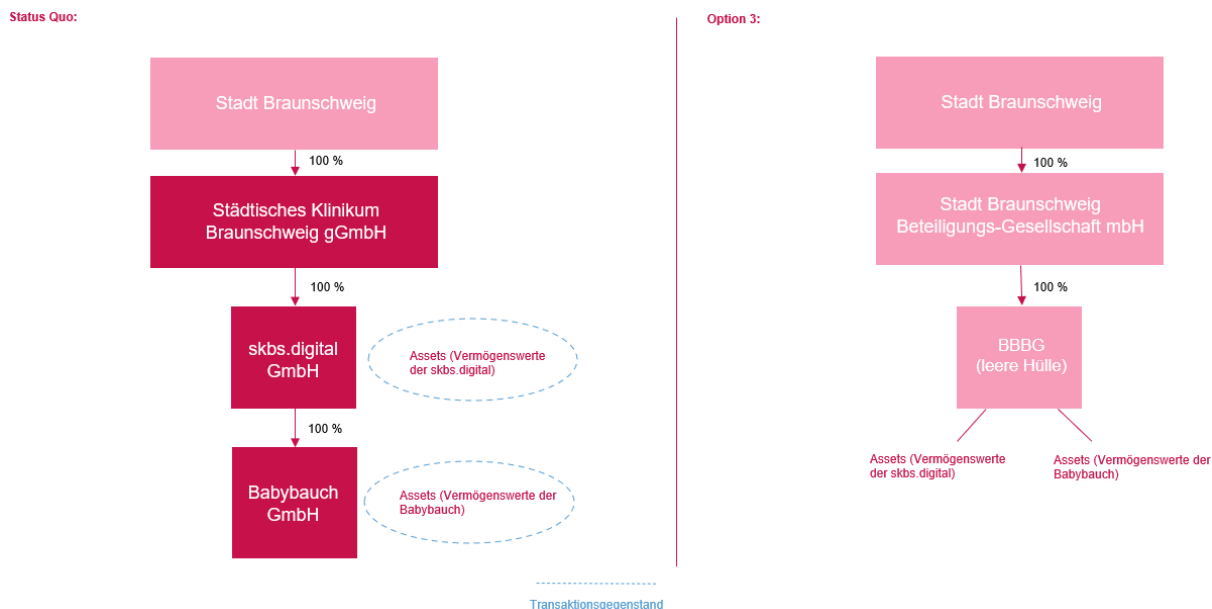 Status Quo:
Stadt Braunschweig
100 %
Städtisches Klinikum
Braunschweig gGmbH
100 %
skbs.digital
GmbH
Assets (Vermögenswerte
der skbs.digital)
100 %
Babybauch
GmbH
Assets (Vermögenswerte der
Babybauch)
Transaktionsgegenstand
Option 3:
Stadt Braunschweig
100 %
Stadt Braunschweig
Beteiligungs-Gesellschaft mbH
100 %
BBBG
(leere Hülle)
Assets (Vermögenswerte
der skbs.digital)
Assets (Vermögenswerte der
Babybauch)